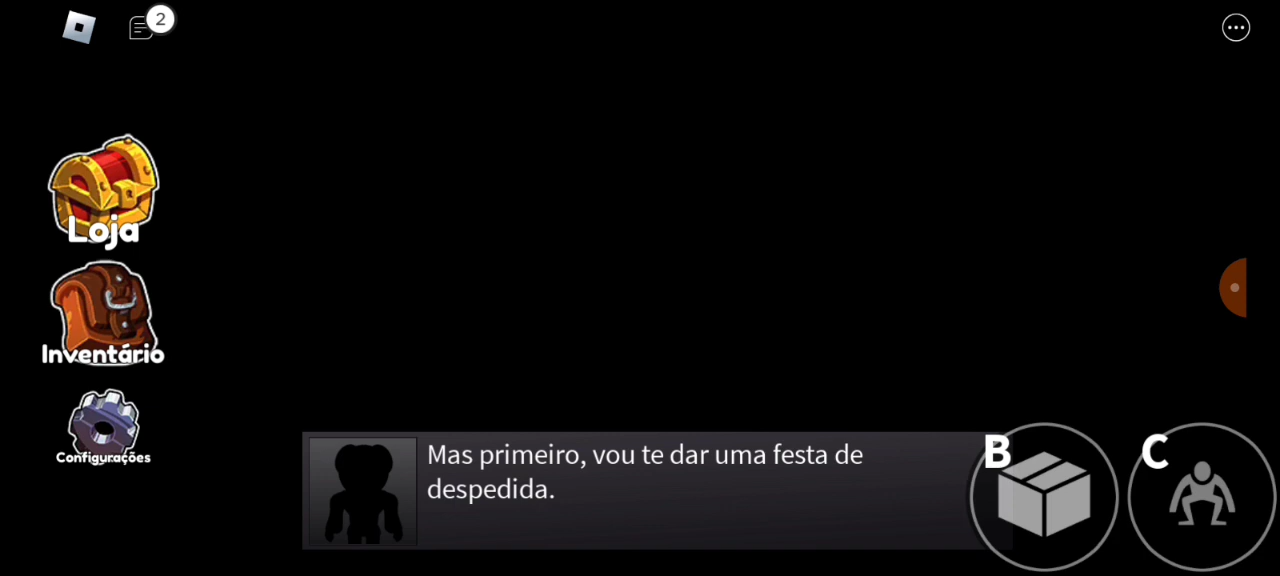 2
Loja
Inventário
Configurações
Mas primeiro, vou te dar uma festa de
despedida.
B
C